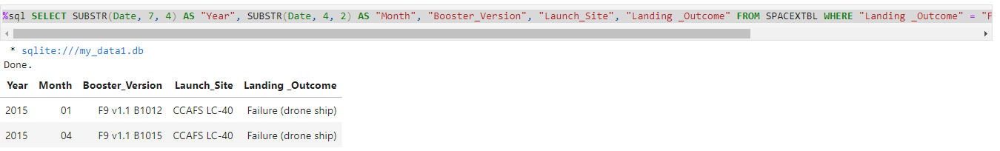 %sql SELECT SUBSTR(Date, 7, 4) AS "Year", SUBSTR(Date, 4, 2) AS "Month", "Booster_Version", "Launch_Site", "Landing _Outcome" FROM SPACEXTBL WHERE "Landing _Outcome" = "F
* sqlite:///my_data1.db
Done.
Year Month Booster_Version Launch_Site Landing _Outcome
2015 01 F9 v1.1 B1012 CCAFS LC-40 Failure (drone ship)
2015 04 F9 v1.1 B1015 CCAFS LC-40 Failure (drone ship)